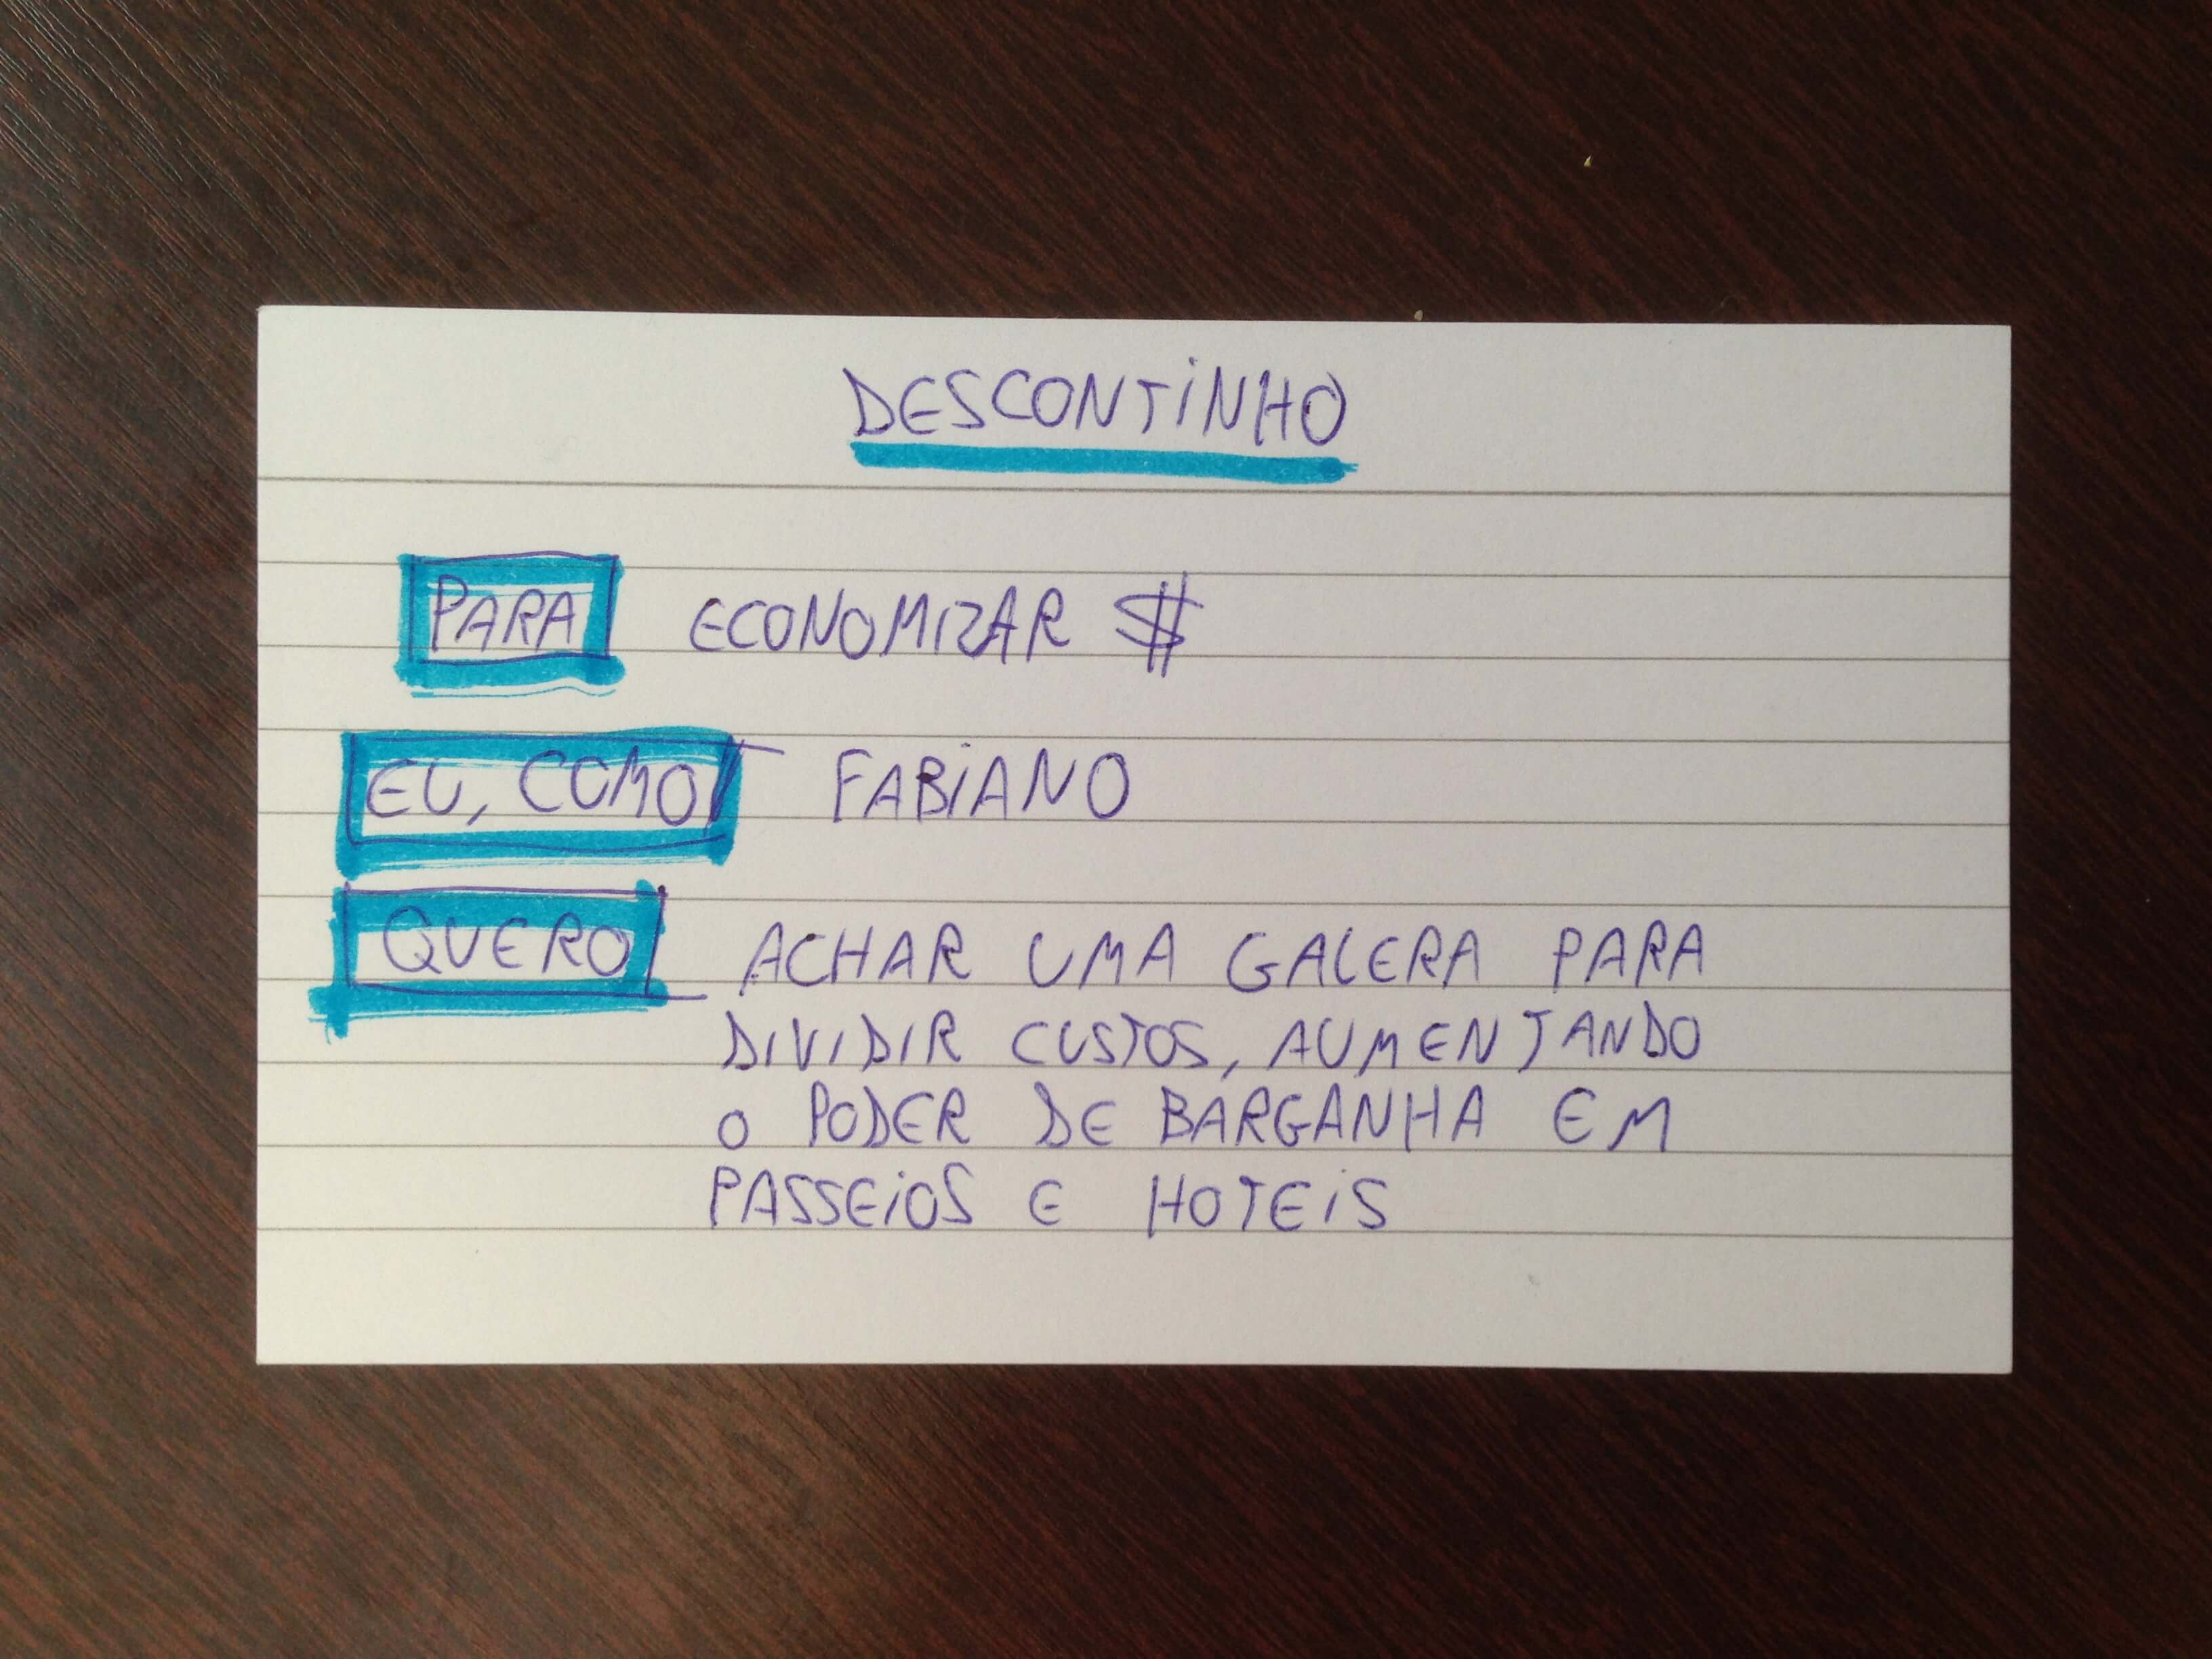 DESCONTINHO
PARA ECONOMIZAR $
EU, COMO FABIANO
QUERO ACHAR UMA GALERA PARA
DIVIDIR CUSTOS, AUMENTANDO
O PODER DE BARGANHA EM
PASSEIOS E HOTEIS